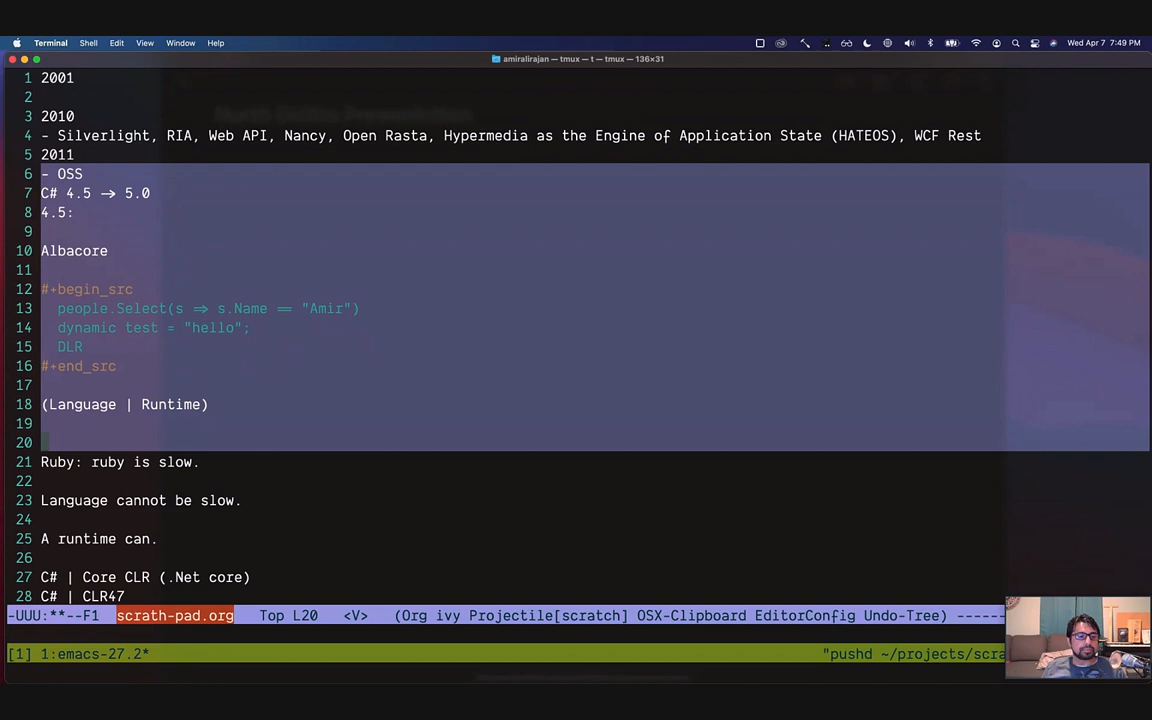 Terminal Shell Edit View Window Help Wed Apr 7 7:49 PM
amiralirajan — tmux — t — tmux — 136×31
1 2001
2
3 2010
4 - Silverlight, RIA, Web API, Nancy, Open Rasta, Hypermedia as the Engine of Application State (HATEOS), WCF Rest
5 2011
6 - OSS
7 C# 4.5 -> 5.0
8 4.5:
9
10 Albacore
11
12 #+begin_src
13 people.Select(s => s.Name == "Amir")
14 dynamic test = "hello";
15 DLR
16 #+end_src
17
18 (Language | Runtime)
19
20
21 Ruby: ruby is slow.
22
23 Language cannot be slow.
24
25 A runtime can.
26
27 C# | Core CLR (.Net core)
28 C# | CLR47
-UUU:**--F1 scrath-pad.org Top L20 <V> (Org ivy Projectile[scratch] OSX-Clipboard EditorConfig Undo-Tree) ------
[1] 1:emacs-27.2* "pushd ~/projects/scra